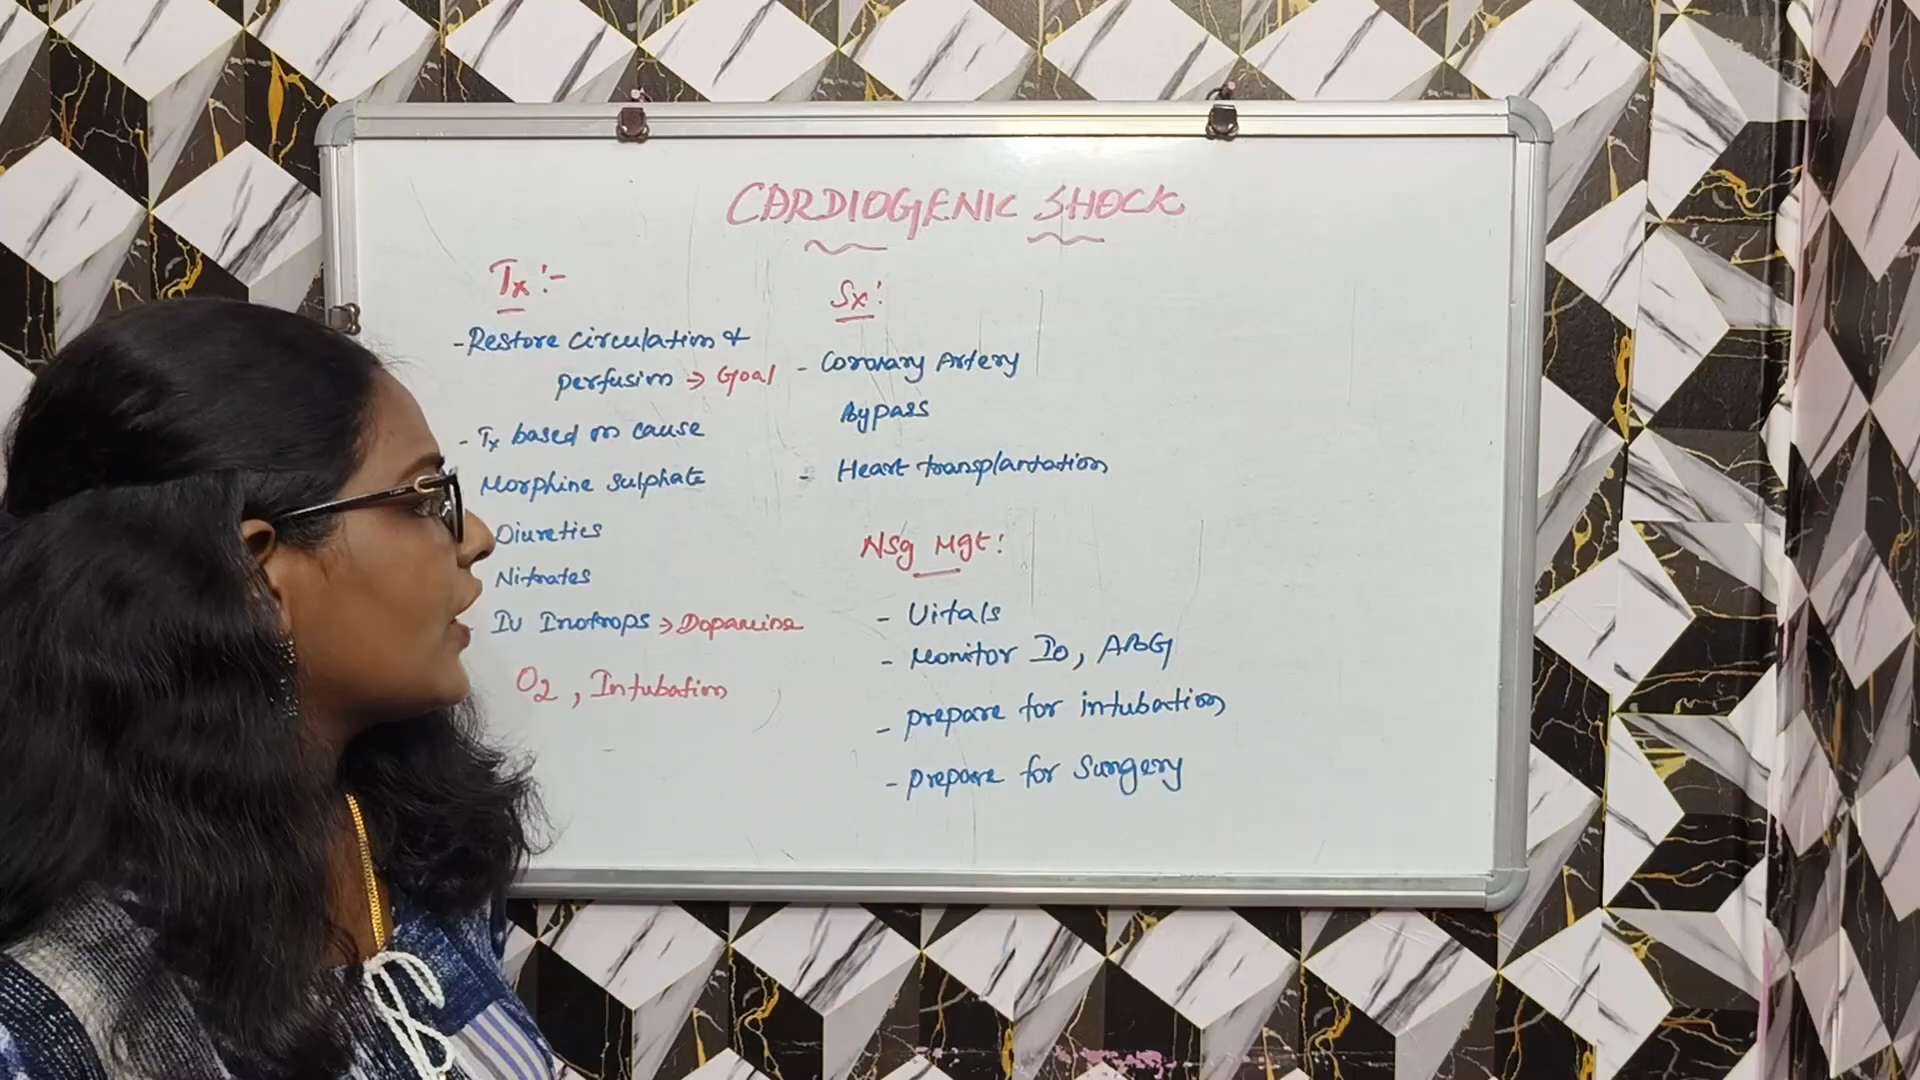 CARDIOGENIC SHOCK
Tx :-
- Restore circulation &
perfusion → Goal
- Tx based on cause
Morphine sulphate
Diuretics
Nitrates
IV Inotrops → Dopamine
O2, Intubation
Sx:
- Coronary Artery
Bypass
- Heart transplantation
Nsg Mgt:
- Vitals
- Monitor IO, ABG
- prepare for intubation
- prepare for Surgery